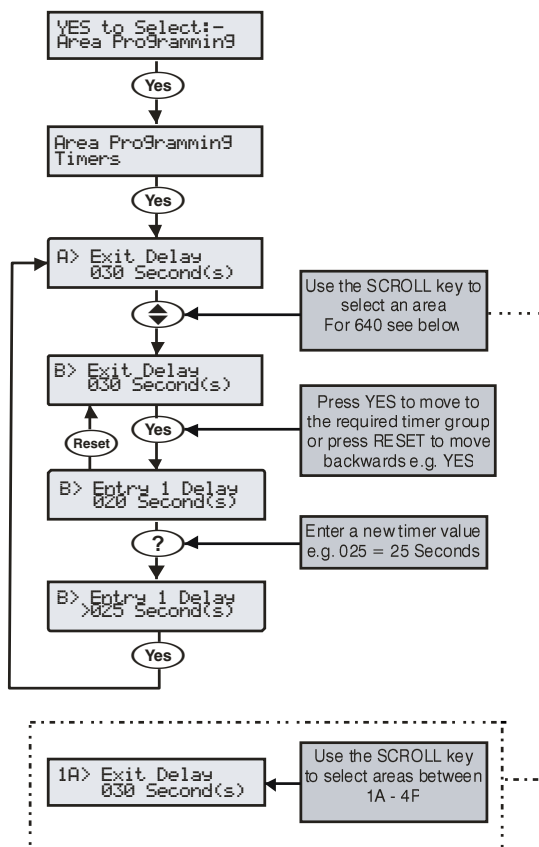 YES to Select:-
Area Programming
Yes
Area Programming
Timers
Yes
A> Exit Delay
030 Second(s)
Use the SCROLL key to
select an area
For 640 see below
B> Exit Delay
030 Second(s)
Press YES to move to
the required timer group
or press RESET to move
backwards e.g. YES
Reset
Yes
B> Entry 1 Delay
020 Second(s)
?
Enter a new timer value
e.g. 025 = 25 Seconds
B> Entry 1 Delay
>025 Second(s)
Yes
1A> Exit Delay
030 Second(s)
Use the SCROLL key
to select areas between
1A - 4F